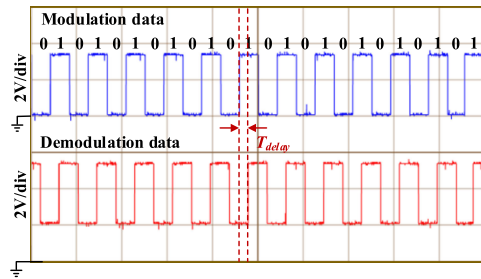 Modulation data
0 1 0 1 0 1 0 1 0 1 0 1 0 1 0 1 0 1 0 1 0 1 0 1
2V/div
Demodulation data
T_delay
2V/div